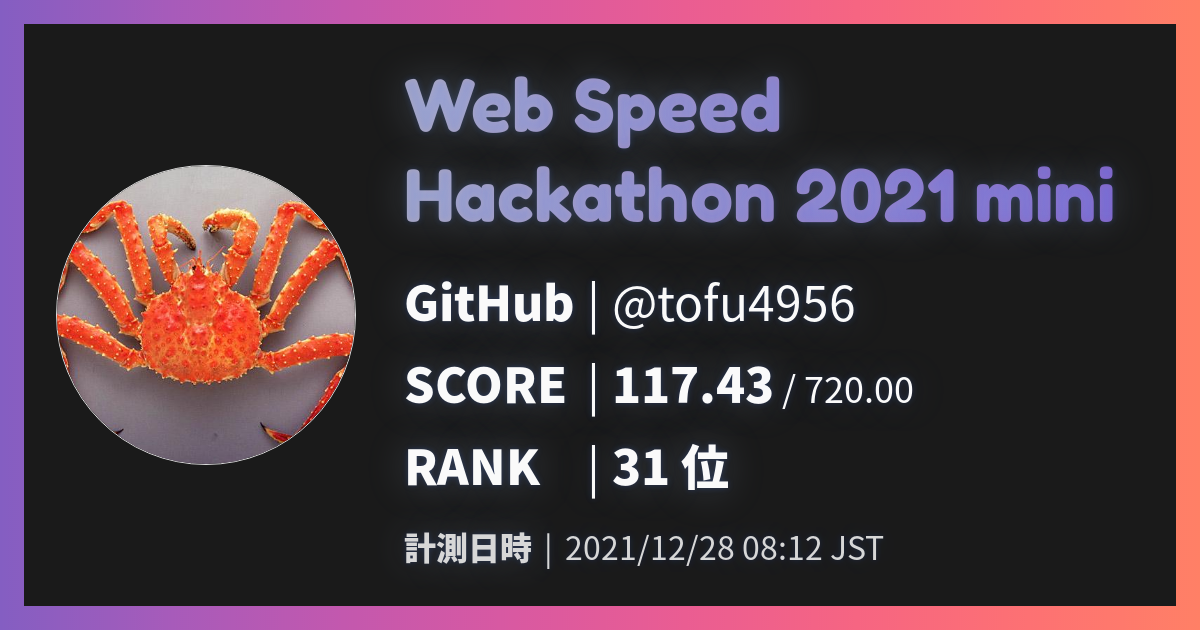 Web Speed
Hackathon 2021 mini
GitHub | @tofu4956
SCORE | 117.43 / 720.00
RANK | 31 位
計測日時 | 2021/12/28 08:12 JST